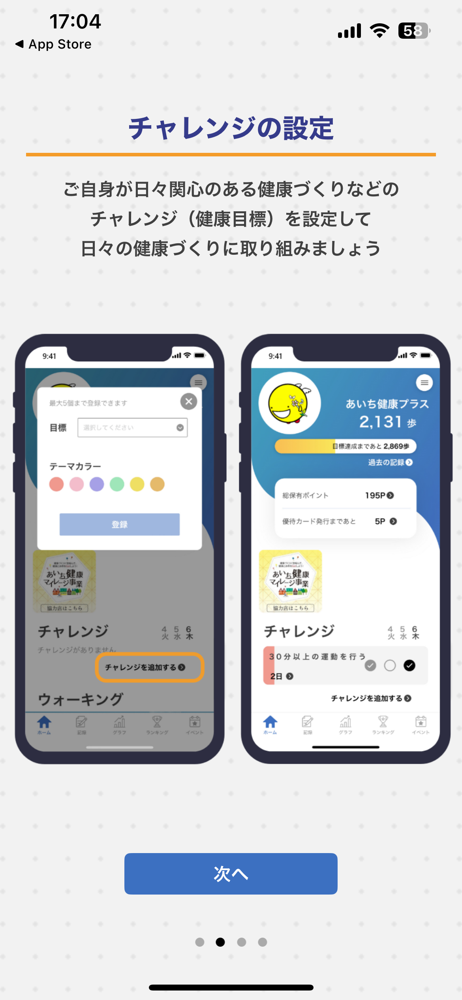 17:04
58
◀ App Store
チャレンジの設定
ご自身が日々関心のある健康づくりなどの
チャレンジ（健康目標）を設定して
日々の健康づくりに取り組みましょう
9:41
最大5個まで登録できます
目標
選択してください
テーマカラー
登録
あいち健康
マイレージ事業
協力店はこちら
チャレンジ
4 5 6
火 水 木
チャレンジがありません
チャレンジを追加する
ウォーキング
ホーム
記録
グラフ
ランキング
イベント
9:41
あいち健康プラス
2,131 歩
目標達成まであと 2,869歩
過去の記録
総保有ポイント
195P
優待カード発行まであと
5P
あいち健康
マイレージ事業
協力店はこちら
チャレンジ
4 5 6
火 水 木
30分以上の運動を行う
2日
チャレンジを追加する
ホーム
記録
グラフ
ランキング
イベント
次へ